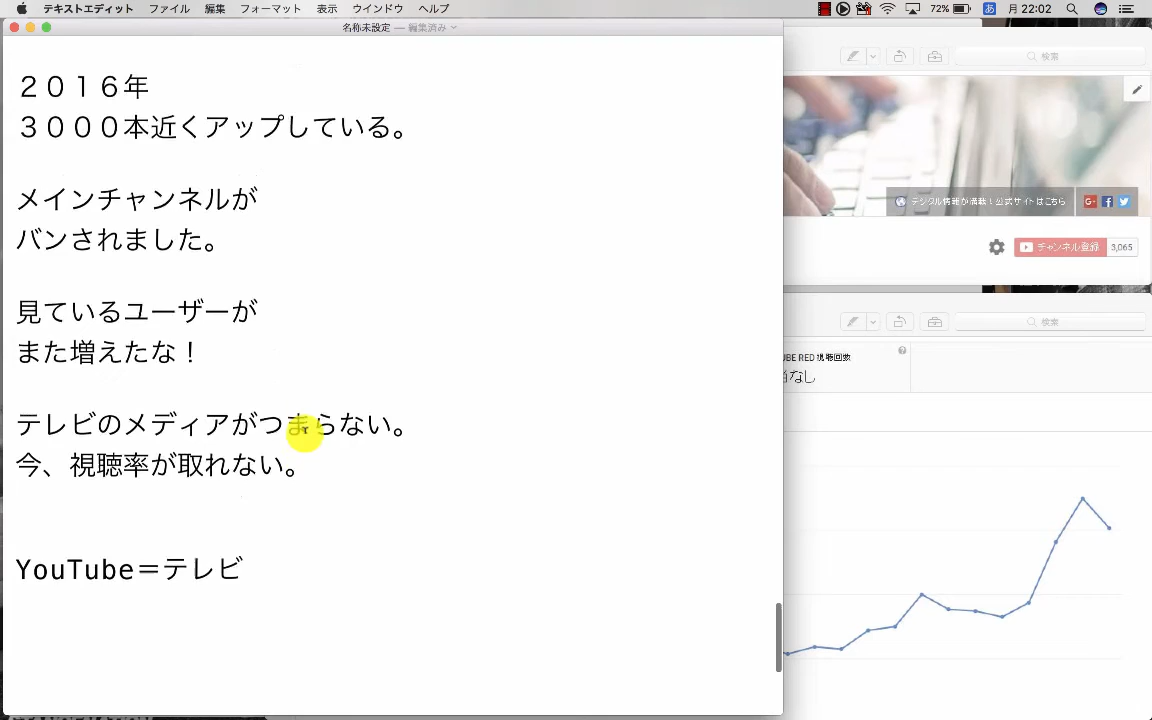 テキストエディット ファイル 編集 フォーマット 表示 ウインドウ ヘルプ
72% あ 月 22:02
名称未設定 — 編集済み
２０１６年
３０００本近くアップしている。
メインチャンネルが
バンされました。
見ているユーザーが
また増えたな！
テレビのメディアがつまらない。
今、視聴率が取れない。
YouTube＝テレビ
検索
デジタル情報が満載！公式サイトはこちら
G+ f
チャンネル登録 3,065
検索
UBE RED 視聴回数
なし